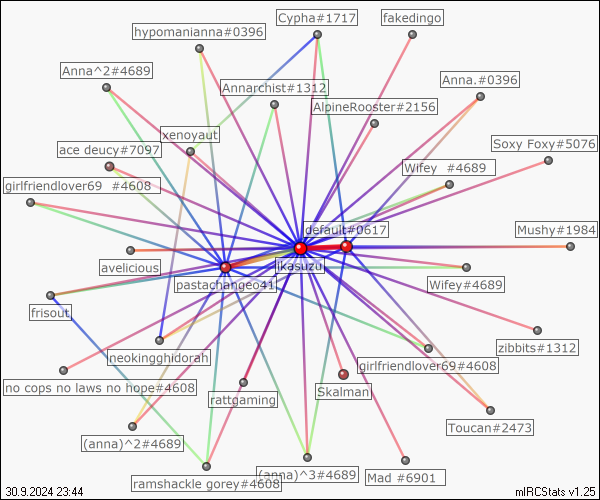 Cypha#1717
fakedingo
hypomanianna#0396
Anna^2#4689
Anna.#0396
Annarchist#1312
AlpineRooster#2156
xenoyaut
Soxy Foxy#5076
ace deucy#7097
Wifey  #4689
girlfriendlover69  #4608
default#0617
Mushy#1984
avelicious
ikasuzu
Wifey#4689
pastachangeo41
frisout
zibbits#1312
neokingghidorah
girlfriendlover69#4608
no cops no laws no hope#4608
Skalman
rattgaming
Toucan#2473
(anna)^2#4689
(anna)^3#4689
Mad #6901
ramshackle gorey#4608
30.9.2024 23:44
mIRCStats v1.25